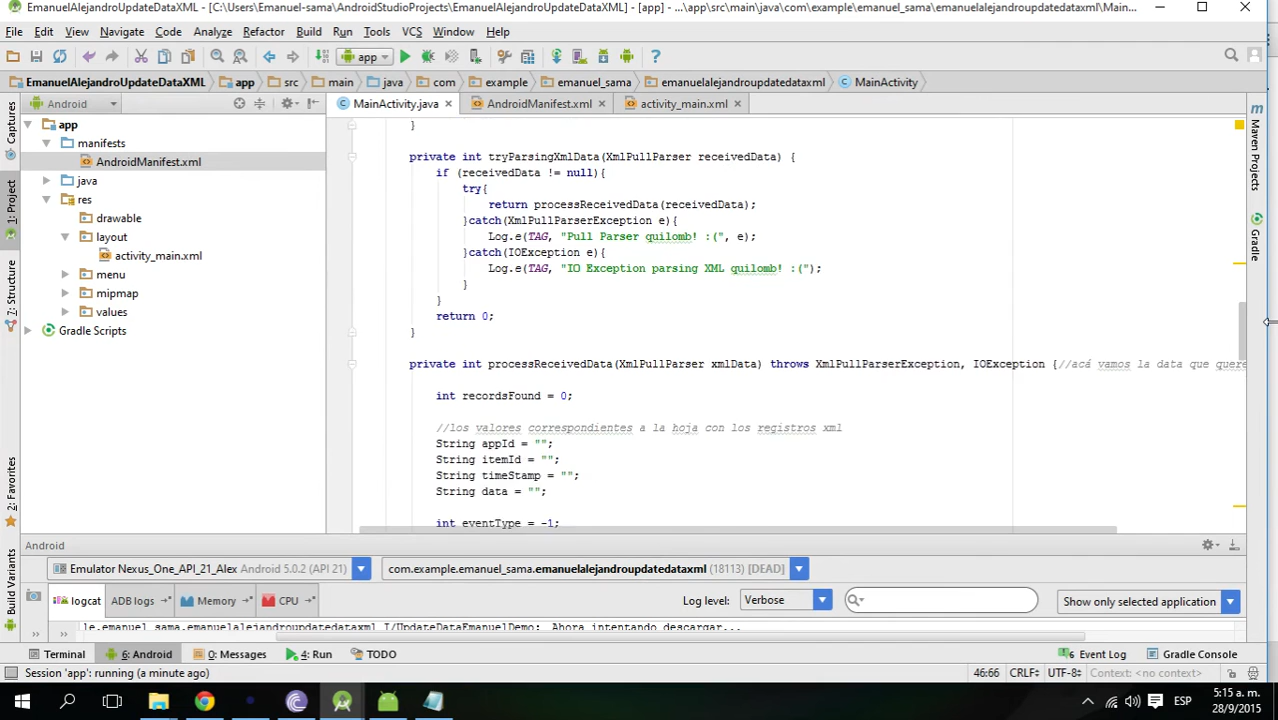 EmanuelAlejandroUpdateDataXML - [C:\Users\Emanuel-sama\AndroidStudioProjects\EmanuelAlejandroUpdateDataXML] - [app] - ...\app\src\main\java\com\example\emanuel_sama\emanuelalejandroupdatedataxml\Main...
File Edit View Navigate Code Analyze Refactor Build Run Tools VCS Window Help
app
EmanuelAlejandroUpdateDataXML app src main java com example emanuel_sama emanuelalejandroupdatedataxml MainActivity
Android MainActivity.java AndroidManifest.xml activity_main.xml
Captures
1: Project
7: Structure
2: Favorites
Build Variants
Maven Projects
Gradle
app
manifests
AndroidManifest.xml
java
res
drawable
layout
activity_main.xml
menu
mipmap
values
Gradle Scripts
}
private int tryParsingXmlData(XmlPullParser receivedData) {
if (receivedData != null){
try{
return processReceivedData(receivedData);
}catch(XmlPullParserException e){
Log.e(TAG, "Pull Parser quilomb! :(", e);
}catch(IOException e){
Log.e(TAG, "IO Exception parsing XML quilomb! :(");
}
}
return 0;
}
private int processReceivedData(XmlPullParser xmlData) throws XmlPullParserException, IOException {//acá vamos la data que quere
int recordsFound = 0;
//los valores correspondientes a la hoja con los registros xml
String appId = "";
String itemId = "";
String timeStamp = "";
String data = "";
int eventType = -1;
Android
Emulator Nexus_One_API_21_Alex Android 5.0.2 (API 21) com.example.emanuel_sama.emanuelalejandroupdatedataxml (18113) [DEAD]
logcat ADB logs Memory CPU Log level: Verbose Show only selected application
le.emanuel_sama.emanuelalejandroupdatedataxml I/UpdateDataEmanuelDemo: Ahora intentando descargar...
Terminal 6: Android 0: Messages 4: Run TODO 6 Event Log Gradle Console
Session 'app': running (a minute ago) 46:66 CRLF UTF-8 Context: <no context>
ESP 5:15 a. m.
28/9/2015